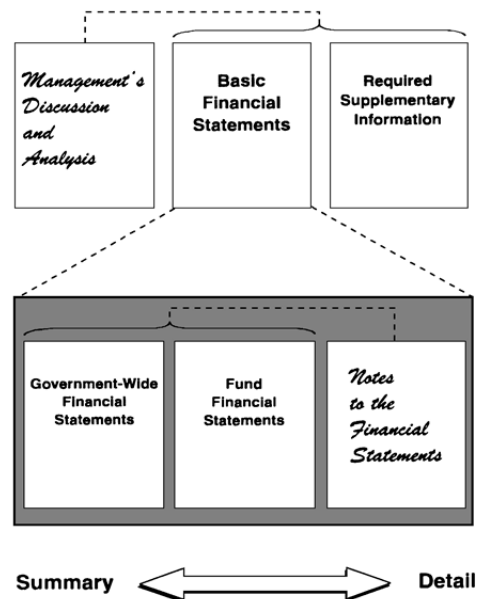 Management's
Discussion
and
Analysis
Basic
Financial
Statements
Required
Supplementary
Information
Government-Wide
Financial
Statements
Fund
Financial
Statements
Notes
to the
Financial
Statements
Summary
Detail